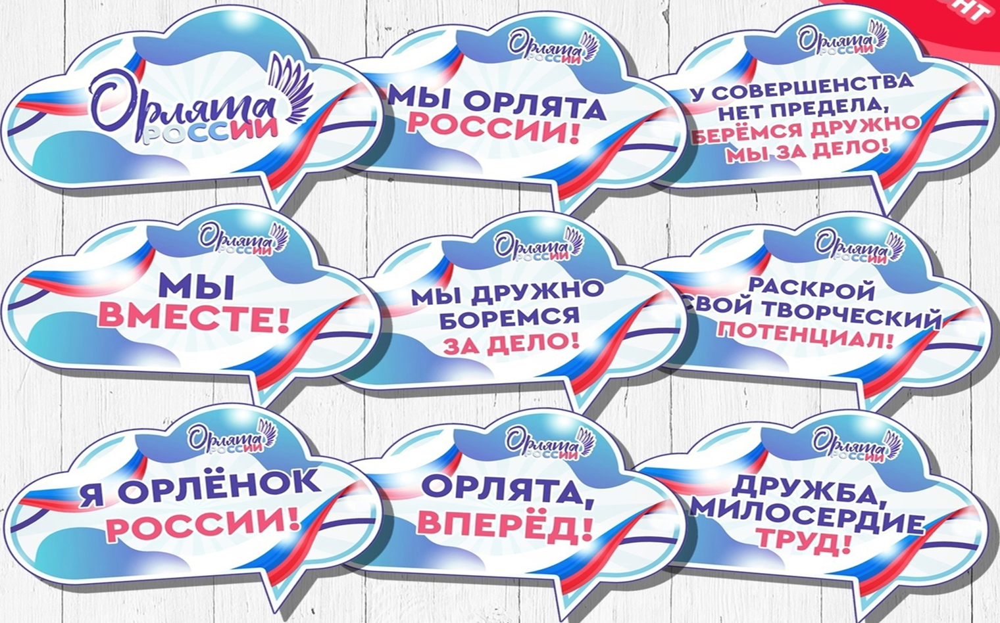 Орлята
РОССИИ
Орлята
РОССИИ
МЫ ОРЛЯТА
РОССИИ!
Орлята
РОССИИ
У СОВЕРШЕНСТВА
НЕТ ПРЕДЕЛА,
БЕРЁМСЯ ДРУЖНО
МЫ ЗА ДЕЛО!
Орлята
РОССИИ
МЫ
ВМЕСТЕ!
Орлята
РОССИИ
МЫ ДРУЖНО
БОРЕМСЯ
ЗА ДЕЛО!
Орлята
РОССИИ
РАСКРОЙ
СВОЙ ТВОРЧЕСКИЙ
ПОТЕНЦИАЛ!
Орлята
РОССИИ
Я ОРЛЁНОК
РОССИИ!
Орлята
РОССИИ
ОРЛЯТА,
ВПЕРЁД!
Орлята
РОССИИ
ДРУЖБА,
МИЛОСЕРДИЕ
ТРУД!